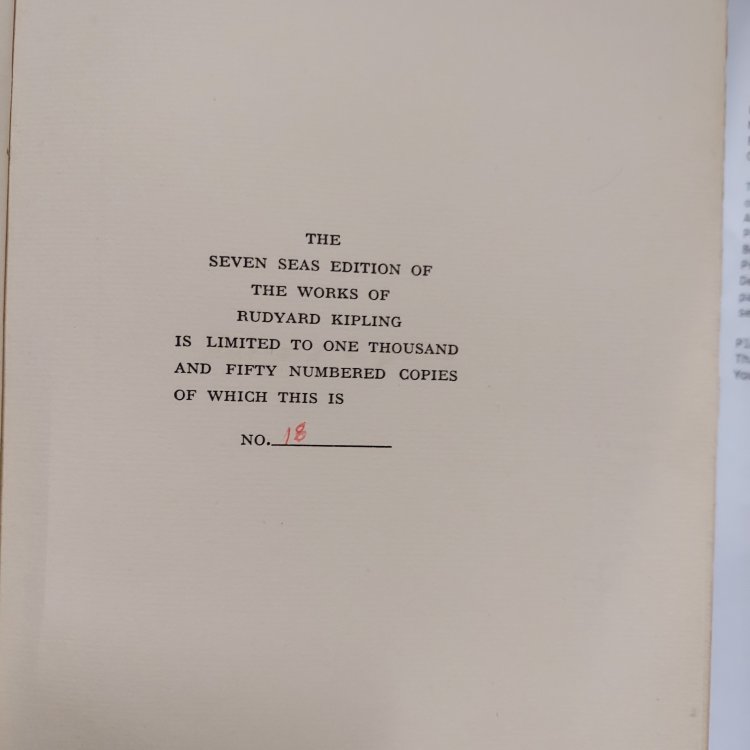 THE
SEVEN SEAS EDITION OF
THE WORKS OF
RUDYARD KIPLING
IS LIMITED TO ONE THOUSAND
AND FIFTY NUMBERED COPIES
OF WHICH THIS IS
NO. 18